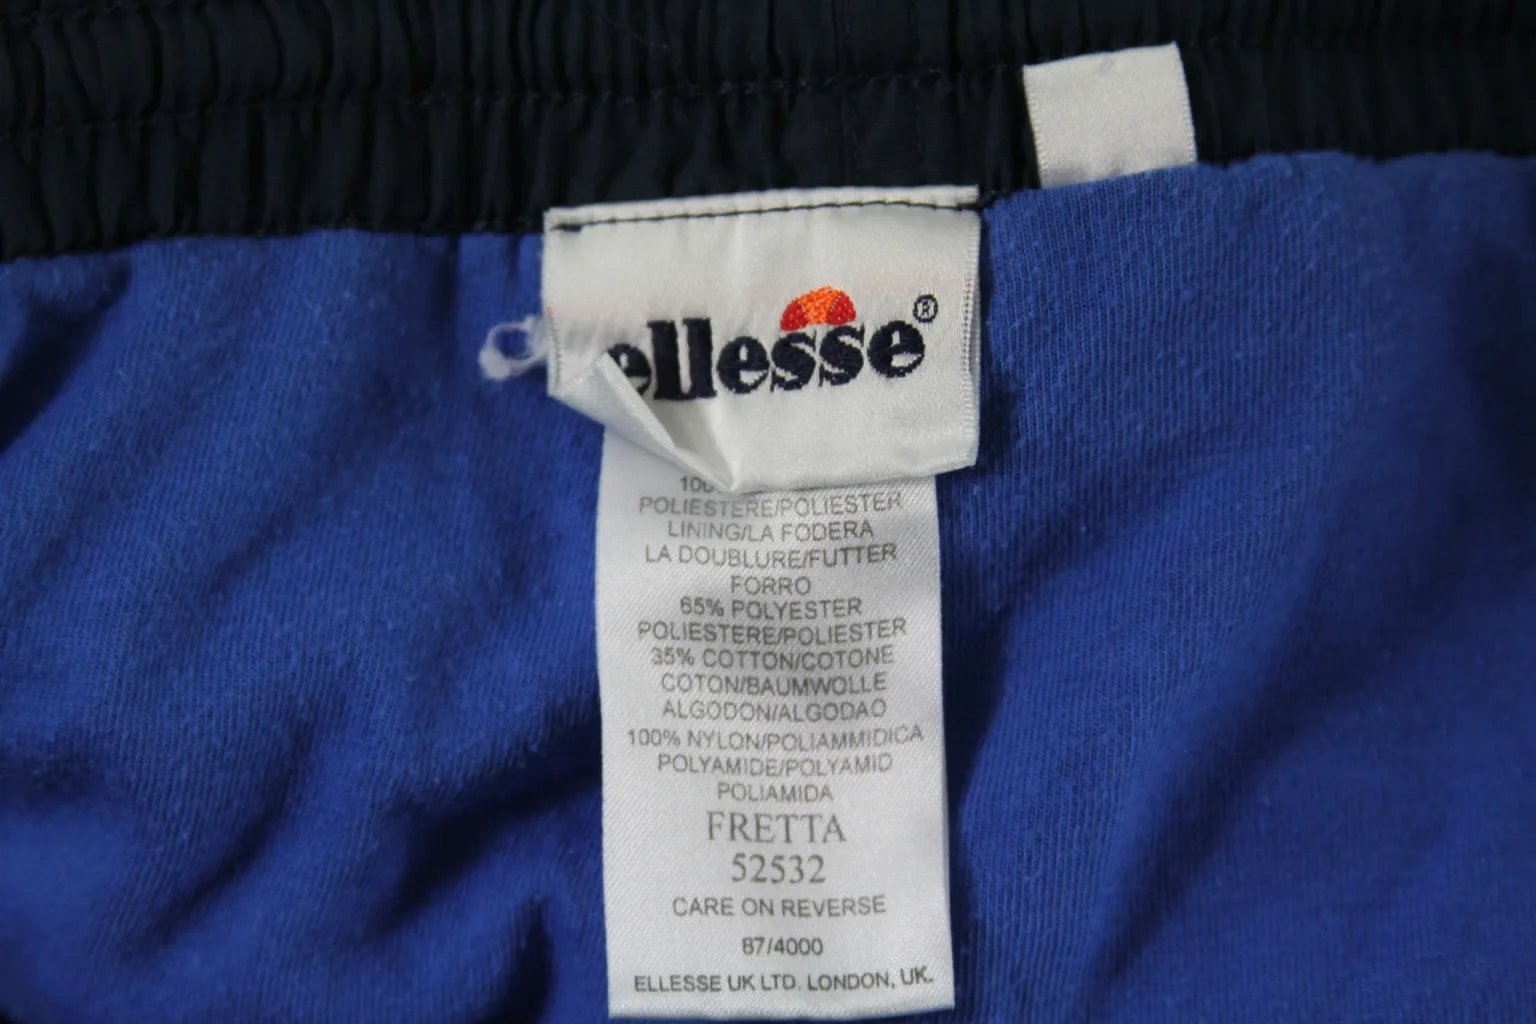 ellesse®
100
POLIESTERE/POLIESTER
LINING/LA FODERA
LA DOUBLURE/FUTTER
FORRO
65% POLYESTER
POLIESTERE/POLIESTER
35% COTTON/COTONE
COTON/BAUMWOLLE
ALGODON/ALGODAO
100% NYLON/POLIAMMIDICA
POLYAMIDE/POLYAMID
POLIAMIDA
FRETTA
52532
CARE ON REVERSE
87/4000
ELLESSE UK LTD. LONDON, UK.